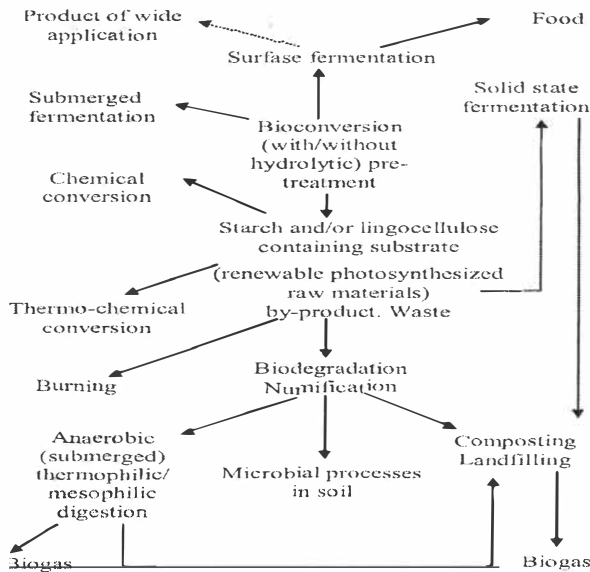 Product of wide
application
Food
Surfase fermentation
Solid state
fermentation
Submerged
fermentation
Bioconversion
(with/without
hydrolytic) pre-
treatment
Chemical
conversion
Starch and/or lingocellulose
containing substrate
(renewable photosynthesized
raw materials)
by-product. Waste
Thermo-chemical
conversion
Burning
Biodegradation
Numification
Anaerobic
(submerged)
thermophilic/
mesophilic
digestion
Microbial processes
in soil
Composting
Landfilling
Biogas
Biogas